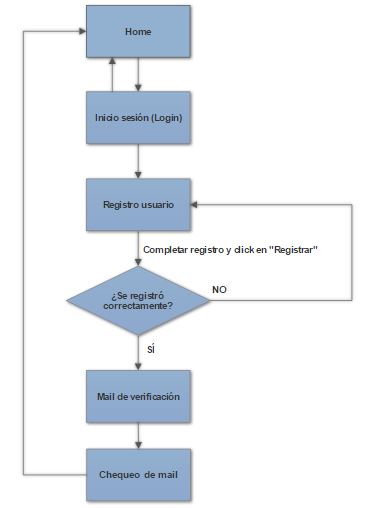 Home
Inicio sesión (Login)
Registro usuario
Completar registro y click en "Registrar"
¿Se registró
correctamente?
NO
SÍ
Mail de verificación
Chequeo de mail